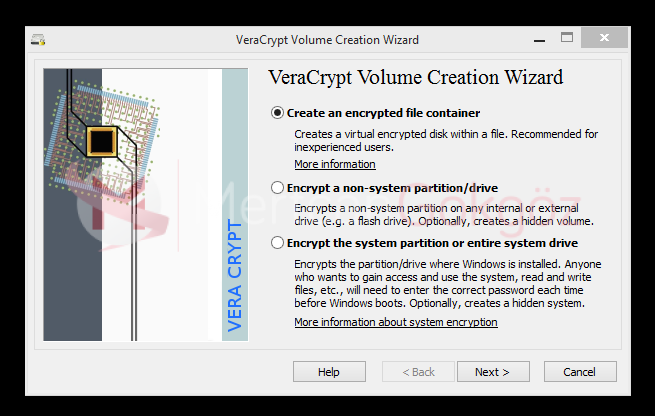 VeraCrypt Volume Creation Wizard
VeraCrypt Volume Creation Wizard
Create an encrypted file container
Creates a virtual encrypted disk within a file. Recommended for
inexperienced users.
More information
Encrypt a non-system partition/drive
Encrypts a non-system partition on any internal or external
drive (e.g. a flash drive). Optionally, creates a hidden volume.
Encrypt the system partition or entire system drive
Encrypts the partition/drive where Windows is installed. Anyone
who wants to gain access and use the system, read and write
files, etc., will need to enter the correct password each time
before Windows boots. Optionally, creates a hidden system.
More information about system encryption
VERA CRYPT
Gökgöz
Help
< Back
Next >
Cancel